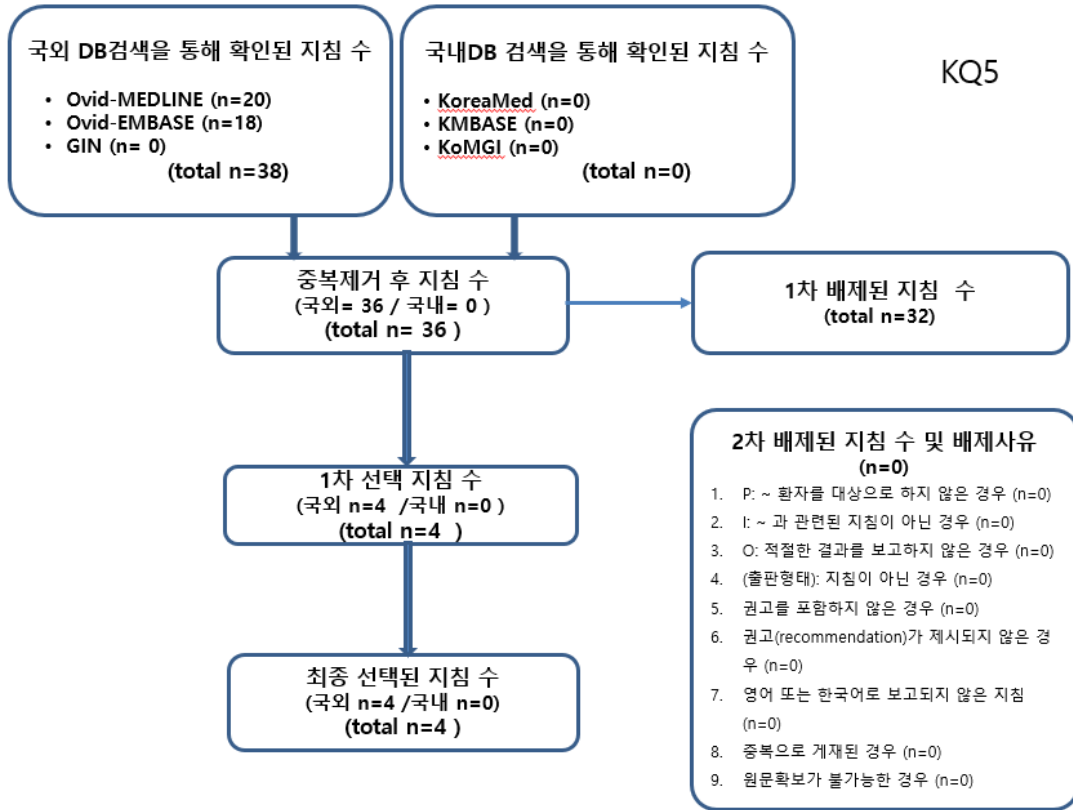 국외 DB검색을 통해 확인된 지침 수
• Ovid-MEDLINE (n=20)
• Ovid-EMBASE (n=18)
• GIN (n= 0)
(total n=38)
국내DB 검색을 통해 확인된 지침 수
• KoreaMed (n=0)
• KMBASE (n=0)
• KoMGI (n=0)
(total n=0)
KQ5
중복제거 후 지침 수
(국외= 36 / 국내= 0 )
(total n= 36 )
1차 배제된 지침 수
(total n=32)
1차 선택 지침 수
(국외 n=4 /국내 n=0 )
(total n=4 )
2차 배제된 지침 수 및 배제사유
(n=0)
1. P: ~ 환자를 대상으로 하지 않은 경우 (n=0)
2. I: ~ 과 관련된 지침이 아닌 경우 (n=0)
3. O: 적절한 결과를 보고하지 않은 경우 (n=0)
4. (출판형태): 지침이 아닌 경우 (n=0)
5. 권고를 포함하지 않은 경우 (n=0)
6. 권고(recommendation)가 제시되지 않은 경
우 (n=0)
7. 영어 또는 한국어로 보고되지 않은 지침
(n=0)
8. 중복으로 게재된 경우 (n=0)
9. 원문확보가 불가능한 경우 (n=0)
최종 선택된 지침 수
(국외 n=4 /국내 n=0)
(total n=4 )